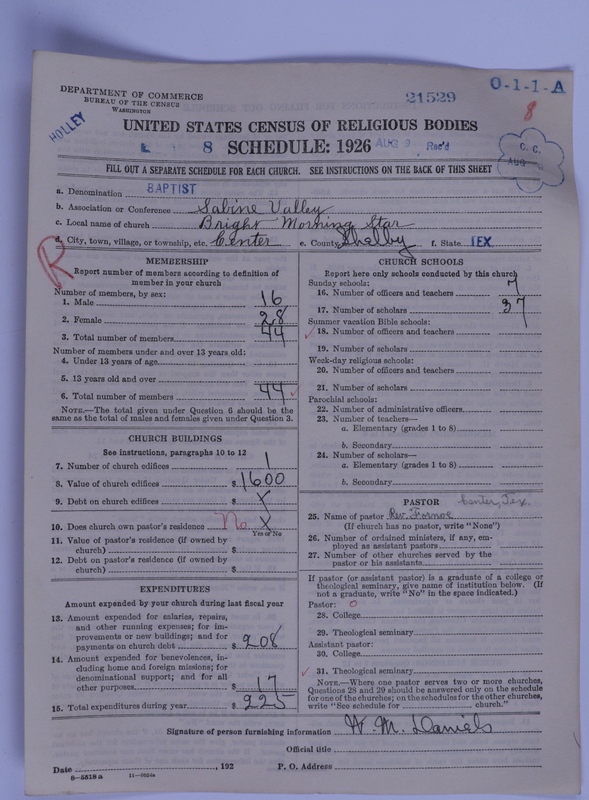 DEPARTMENT OF COMMERCE
BUREAU OF THE CENSUS
WASHINGTON
21529
0-1-1-A
8
HOLLEY
UNITED STATES CENSUS OF RELIGIOUS BODIES
8 SCHEDULE: 1926 AUG 9 Rec'd
C. C.
AUG
FILL OUT A SEPARATE SCHEDULE FOR EACH CHURCH. SEE INSTRUCTIONS ON THE BACK OF THIS SHEET
a. Denomination BAPTIST
b. Association or Conference Sabine Valley
c. Local name of church Bright Morning Star
d. City, town, village, or township, etc. Center e. County Shelby f. State TEX.
R
MEMBERSHIP
Report number of members according to definition of
member in your church
Number of members, by sex:
1. Male 16
2. Female 28
3. Total number of members 44
Number of members under and over 13 years old:
4. Under 13 years of age
5. 13 years old and over
6. Total number of members 44
NOTE.—The total given under Question 6 should be the
same as the total of males and females given under Question 3.
CHURCH BUILDINGS
See instructions, paragraphs 10 to 12
7. Number of church edifices 1
8. Value of church edifices $ 1600
9. Debt on church edifices $ X
10. Does church own pastor's residence No X
Yes or No
11. Value of pastor's residence (if owned by
church) $
12. Debt on pastor's residence (if owned by
church) $
EXPENDITURES
Amount expended by your church during last fiscal year
13. Amount expended for salaries, repairs,
and other running expenses; for im-
provements or new buildings; and for
payments on church debt $ 208
14. Amount expended for benevolences, in-
cluding home and foreign missions; for
denominational support; and for all
other purposes $ 17
15. Total expenditures during year $ 225
CHURCH SCHOOLS
Report here only schools conducted by this church
Sunday schools:
16. Number of officers and teachers 7
17. Number of scholars 37
Summer vacation Bible schools:
18. Number of officers and teachers
19. Number of scholars
Week-day religious schools:
20. Number of officers and teachers
21. Number of scholars
Parochial schools:
22. Number of administrative officers
23. Number of teachers—
a. Elementary (grades 1 to 8)
b. Secondary
24. Number of scholars—
a. Elementary (grades 1 to 8)
b. Secondary
PASTOR Center, Tex.
25. Name of pastor Rev.
(If church has no pastor, write "None")
26. Number of ordained ministers, if any, em-
ployed as assistant pastors
27. Number of other churches served by the
pastor or his assistants
If pastor (or assistant pastor) is a graduate of a college or
theological seminary, give name of institution below. (If
not a graduate, write "No" in the space indicated.)
Pastor: 0
28. College
29. Theological seminary
Assistant pastor:
30. College
31. Theological seminary
NOTE.—Where one pastor serves two or more churches,
Questions 28 and 29 should be answered only on the schedule
for one of the churches; on the schedules for the other churches,
write "See schedule for church."
Signature of person furnishing information W. M. Daniels
Official title
Date , 192 P. O. Address
8-5518 a 11-0524a